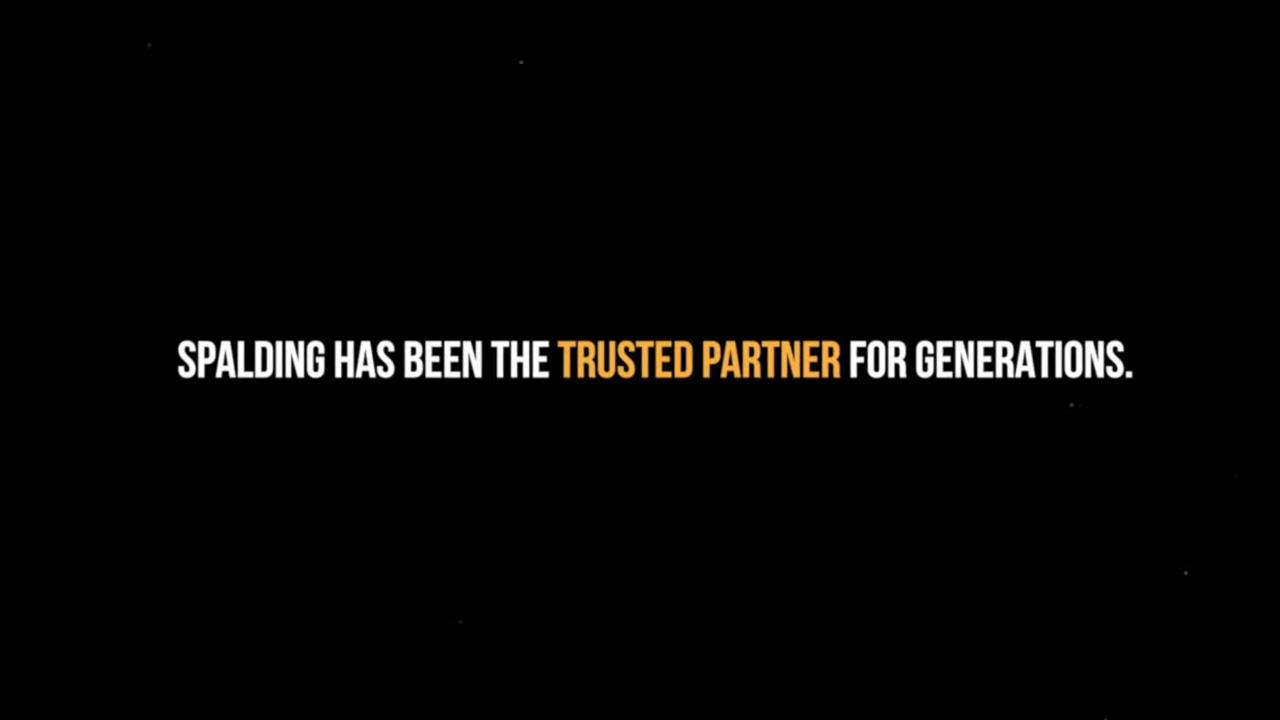 SPALDING HAS BEEN THE TRUSTED PARTNER FOR GENERATIONS.